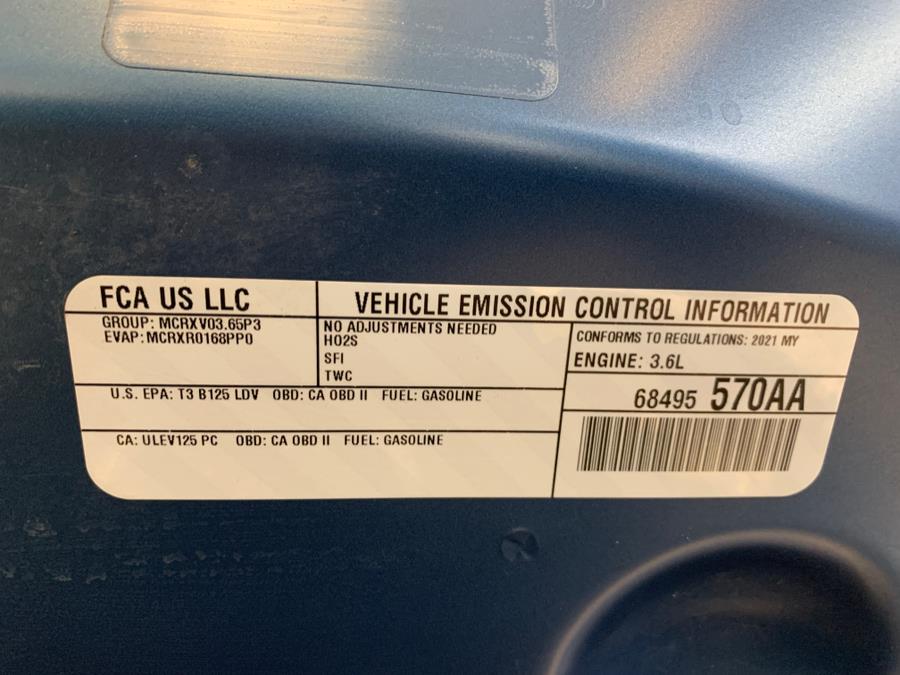 FCA US LLC
VEHICLE EMISSION CONTROL INFORMATION
GROUP: MCRXV03.65P3
EVAP: MCRXR0168PP0
NO ADJUSTMENTS NEEDED
HO2S
SFI
TWC
CONFORMS TO REGULATIONS: 2021 MY
ENGINE: 3.6L
U.S. EPA: T3 B125 LDV OBD: CA OBD II FUEL: GASOLINE
68495 570AA
CA: ULEV125 PC OBD: CA OBD II FUEL: GASOLINE